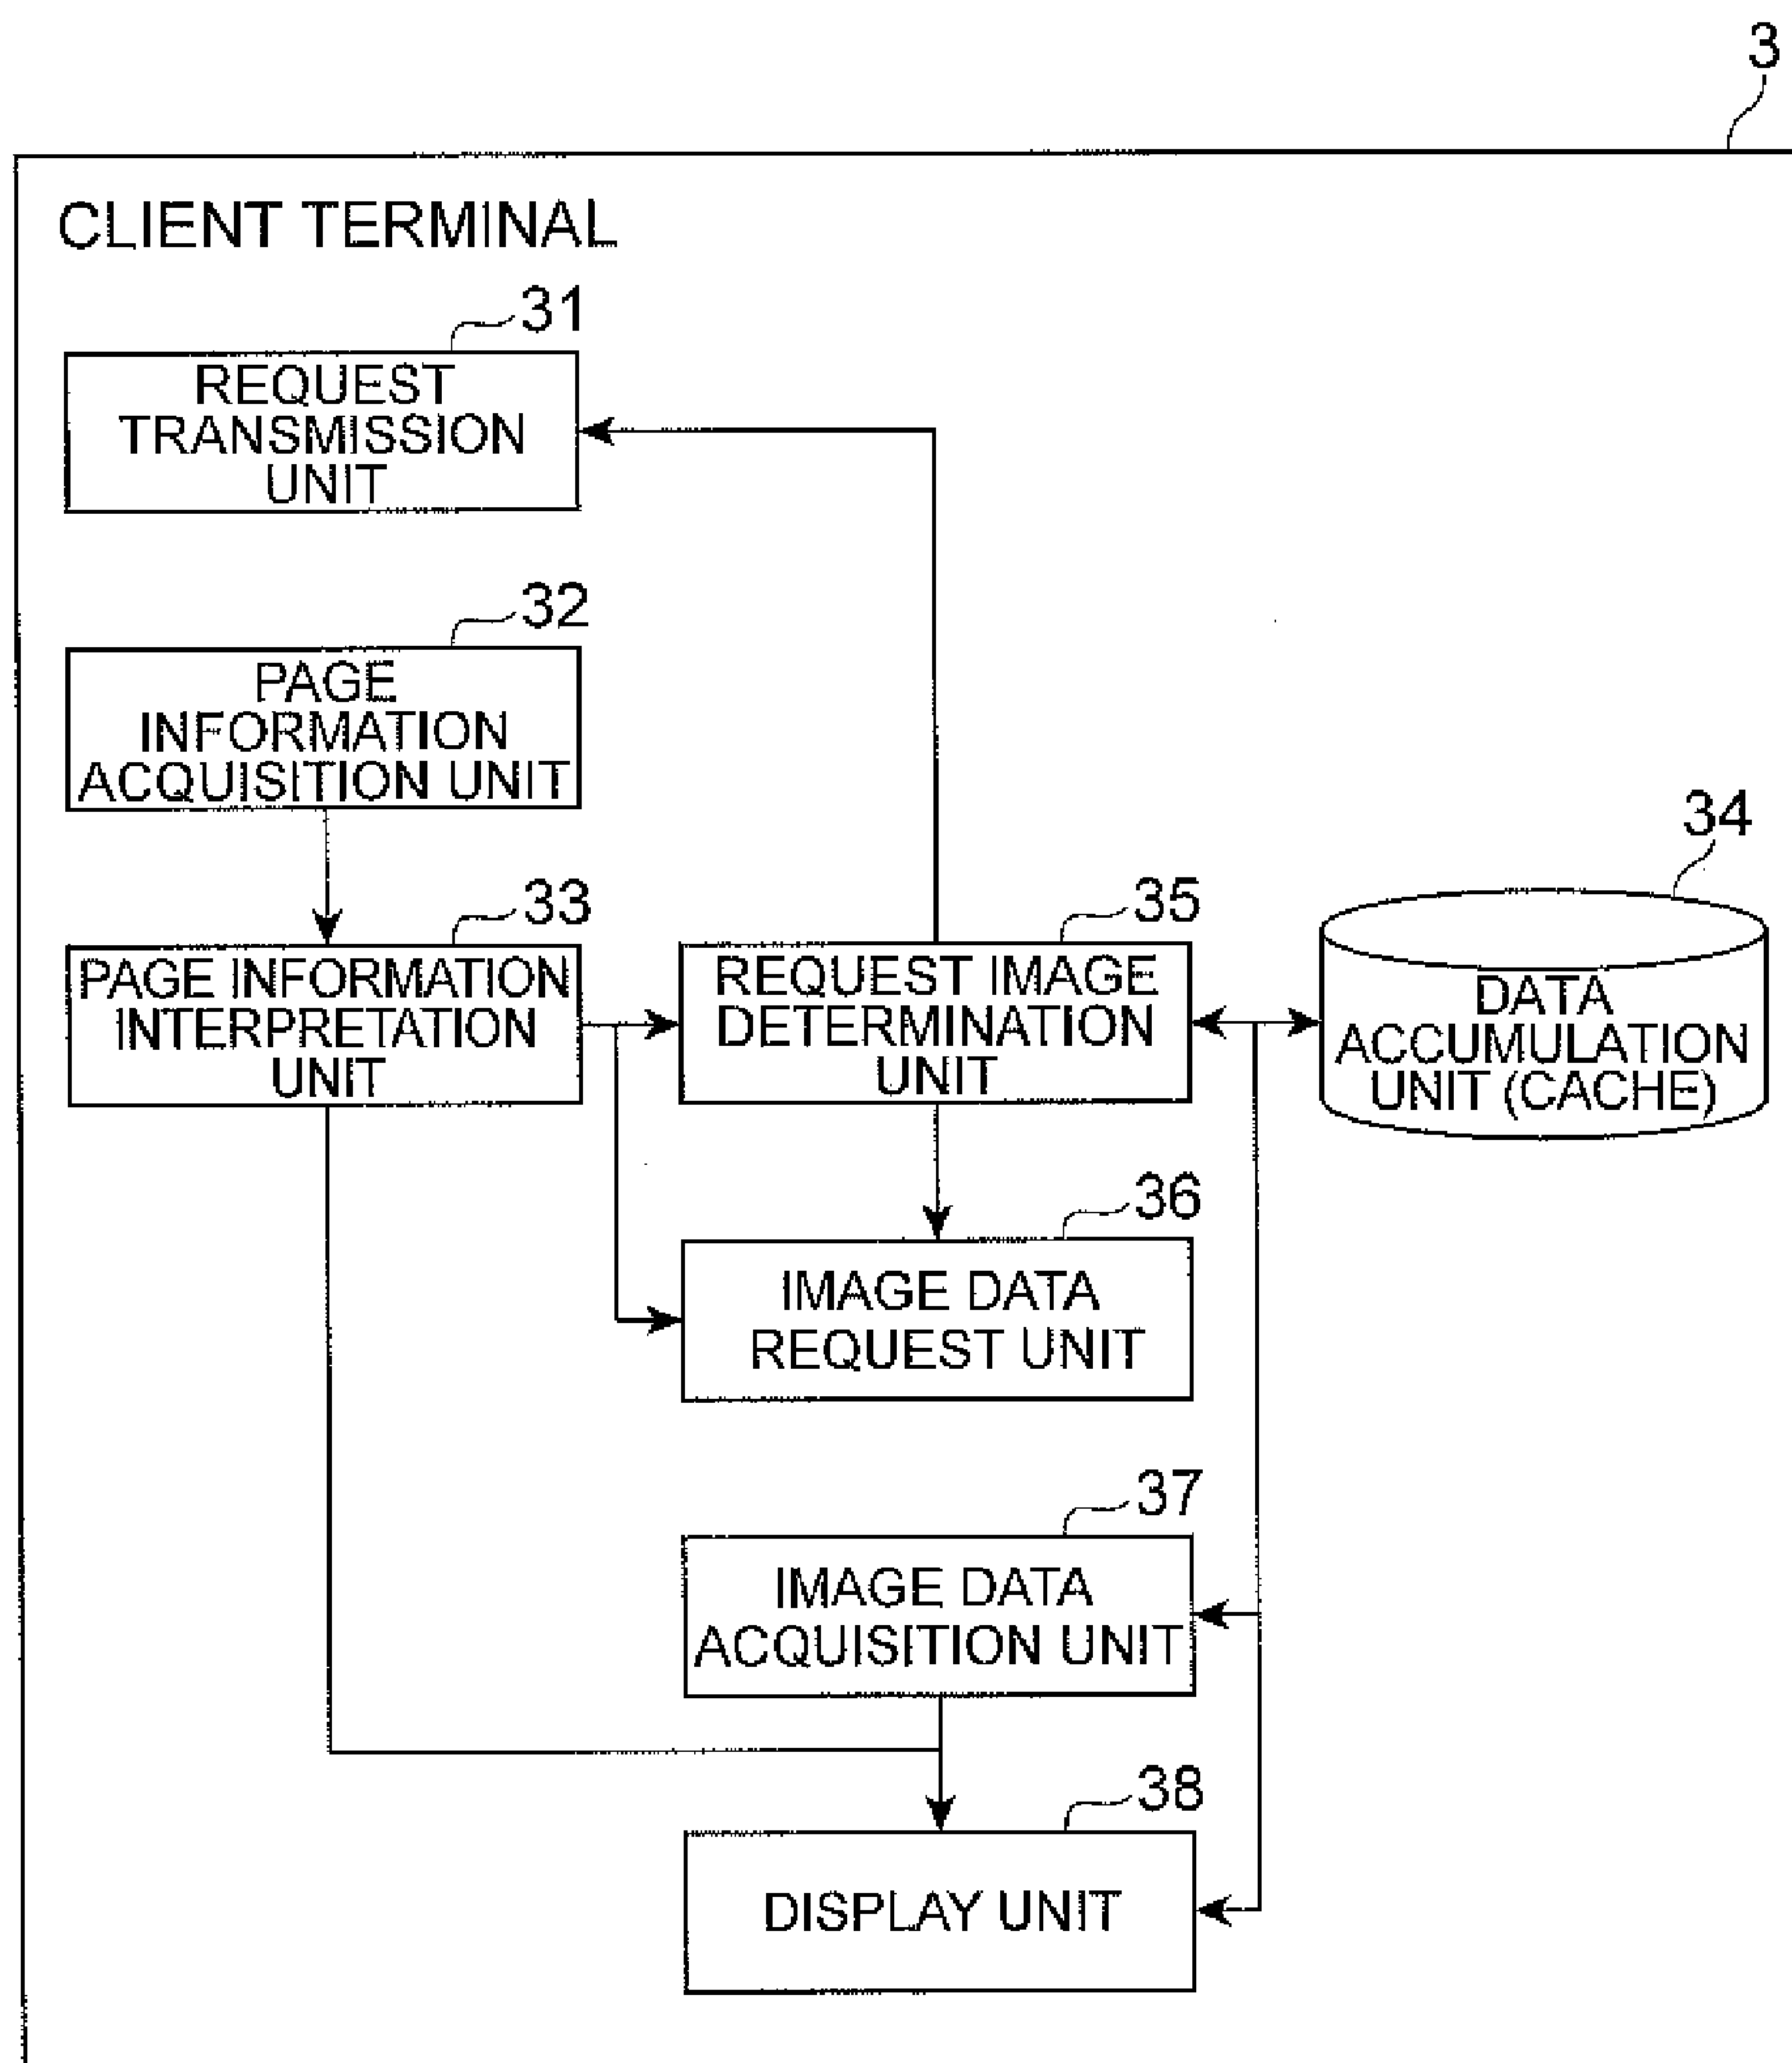 3
CLIENT TERMINAL
31
REQUEST
TRANSMISSION
UNIT
32
PAGE
INFORMATION
ACQUISITION UNIT
33
PAGE INFORMATION
INTERPRETATION
UNIT
35
REQUEST IMAGE
DETERMINATION
UNIT
34
DATA
ACCUMULATION
UNIT (CACHE)
36
IMAGE DATA
REQUEST UNIT
37
IMAGE DATA
ACQUISITION UNIT
38
DISPLAY UNIT